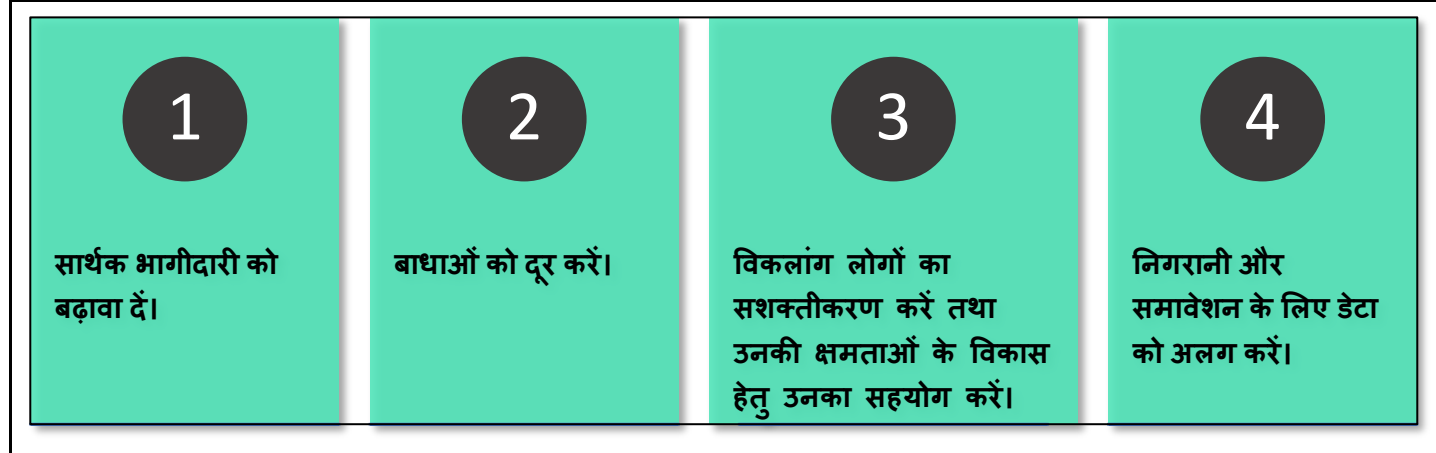 1
सार्थक भागीदारी को
बढ़ावा दें।
2
बाधाओं को दूर करें।
3
विकलांग लोगों का
सशक्तीकरण करें तथा
उनकी क्षमताओं के विकास
हेतु उनका सहयोग करें।
4
निगरानी और
समावेशन के लिए डेटा
को अलग करें।